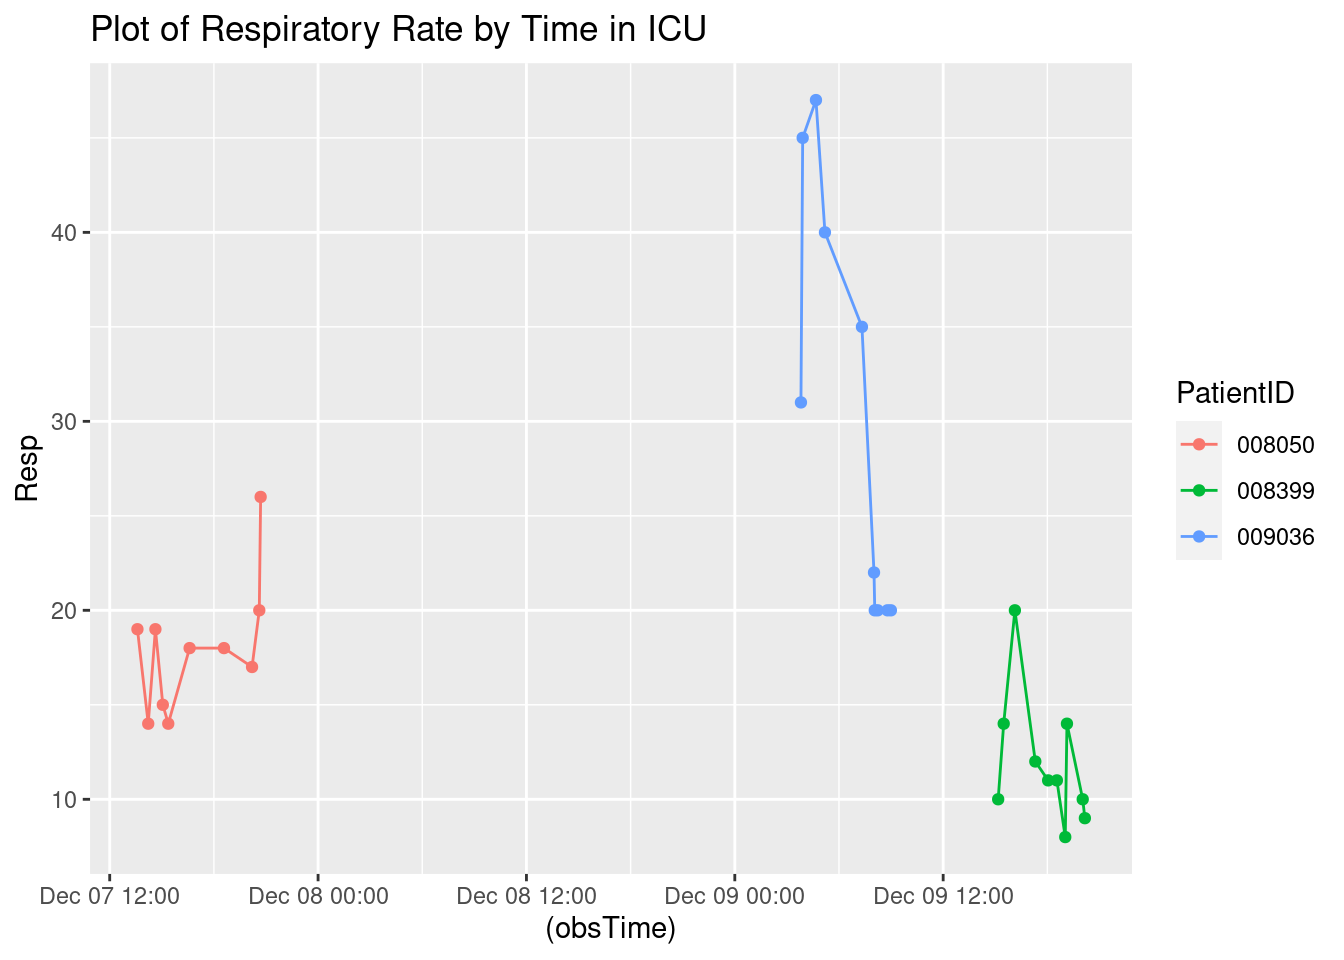 Plot of Respiratory Rate by Time in ICU
Resp
40
30
20
10
Dec 07 12:00
Dec 08 00:00
Dec 08 12:00
Dec 09 00:00
Dec 09 12:00
(obsTime)
PatientID
008050
008399
009036